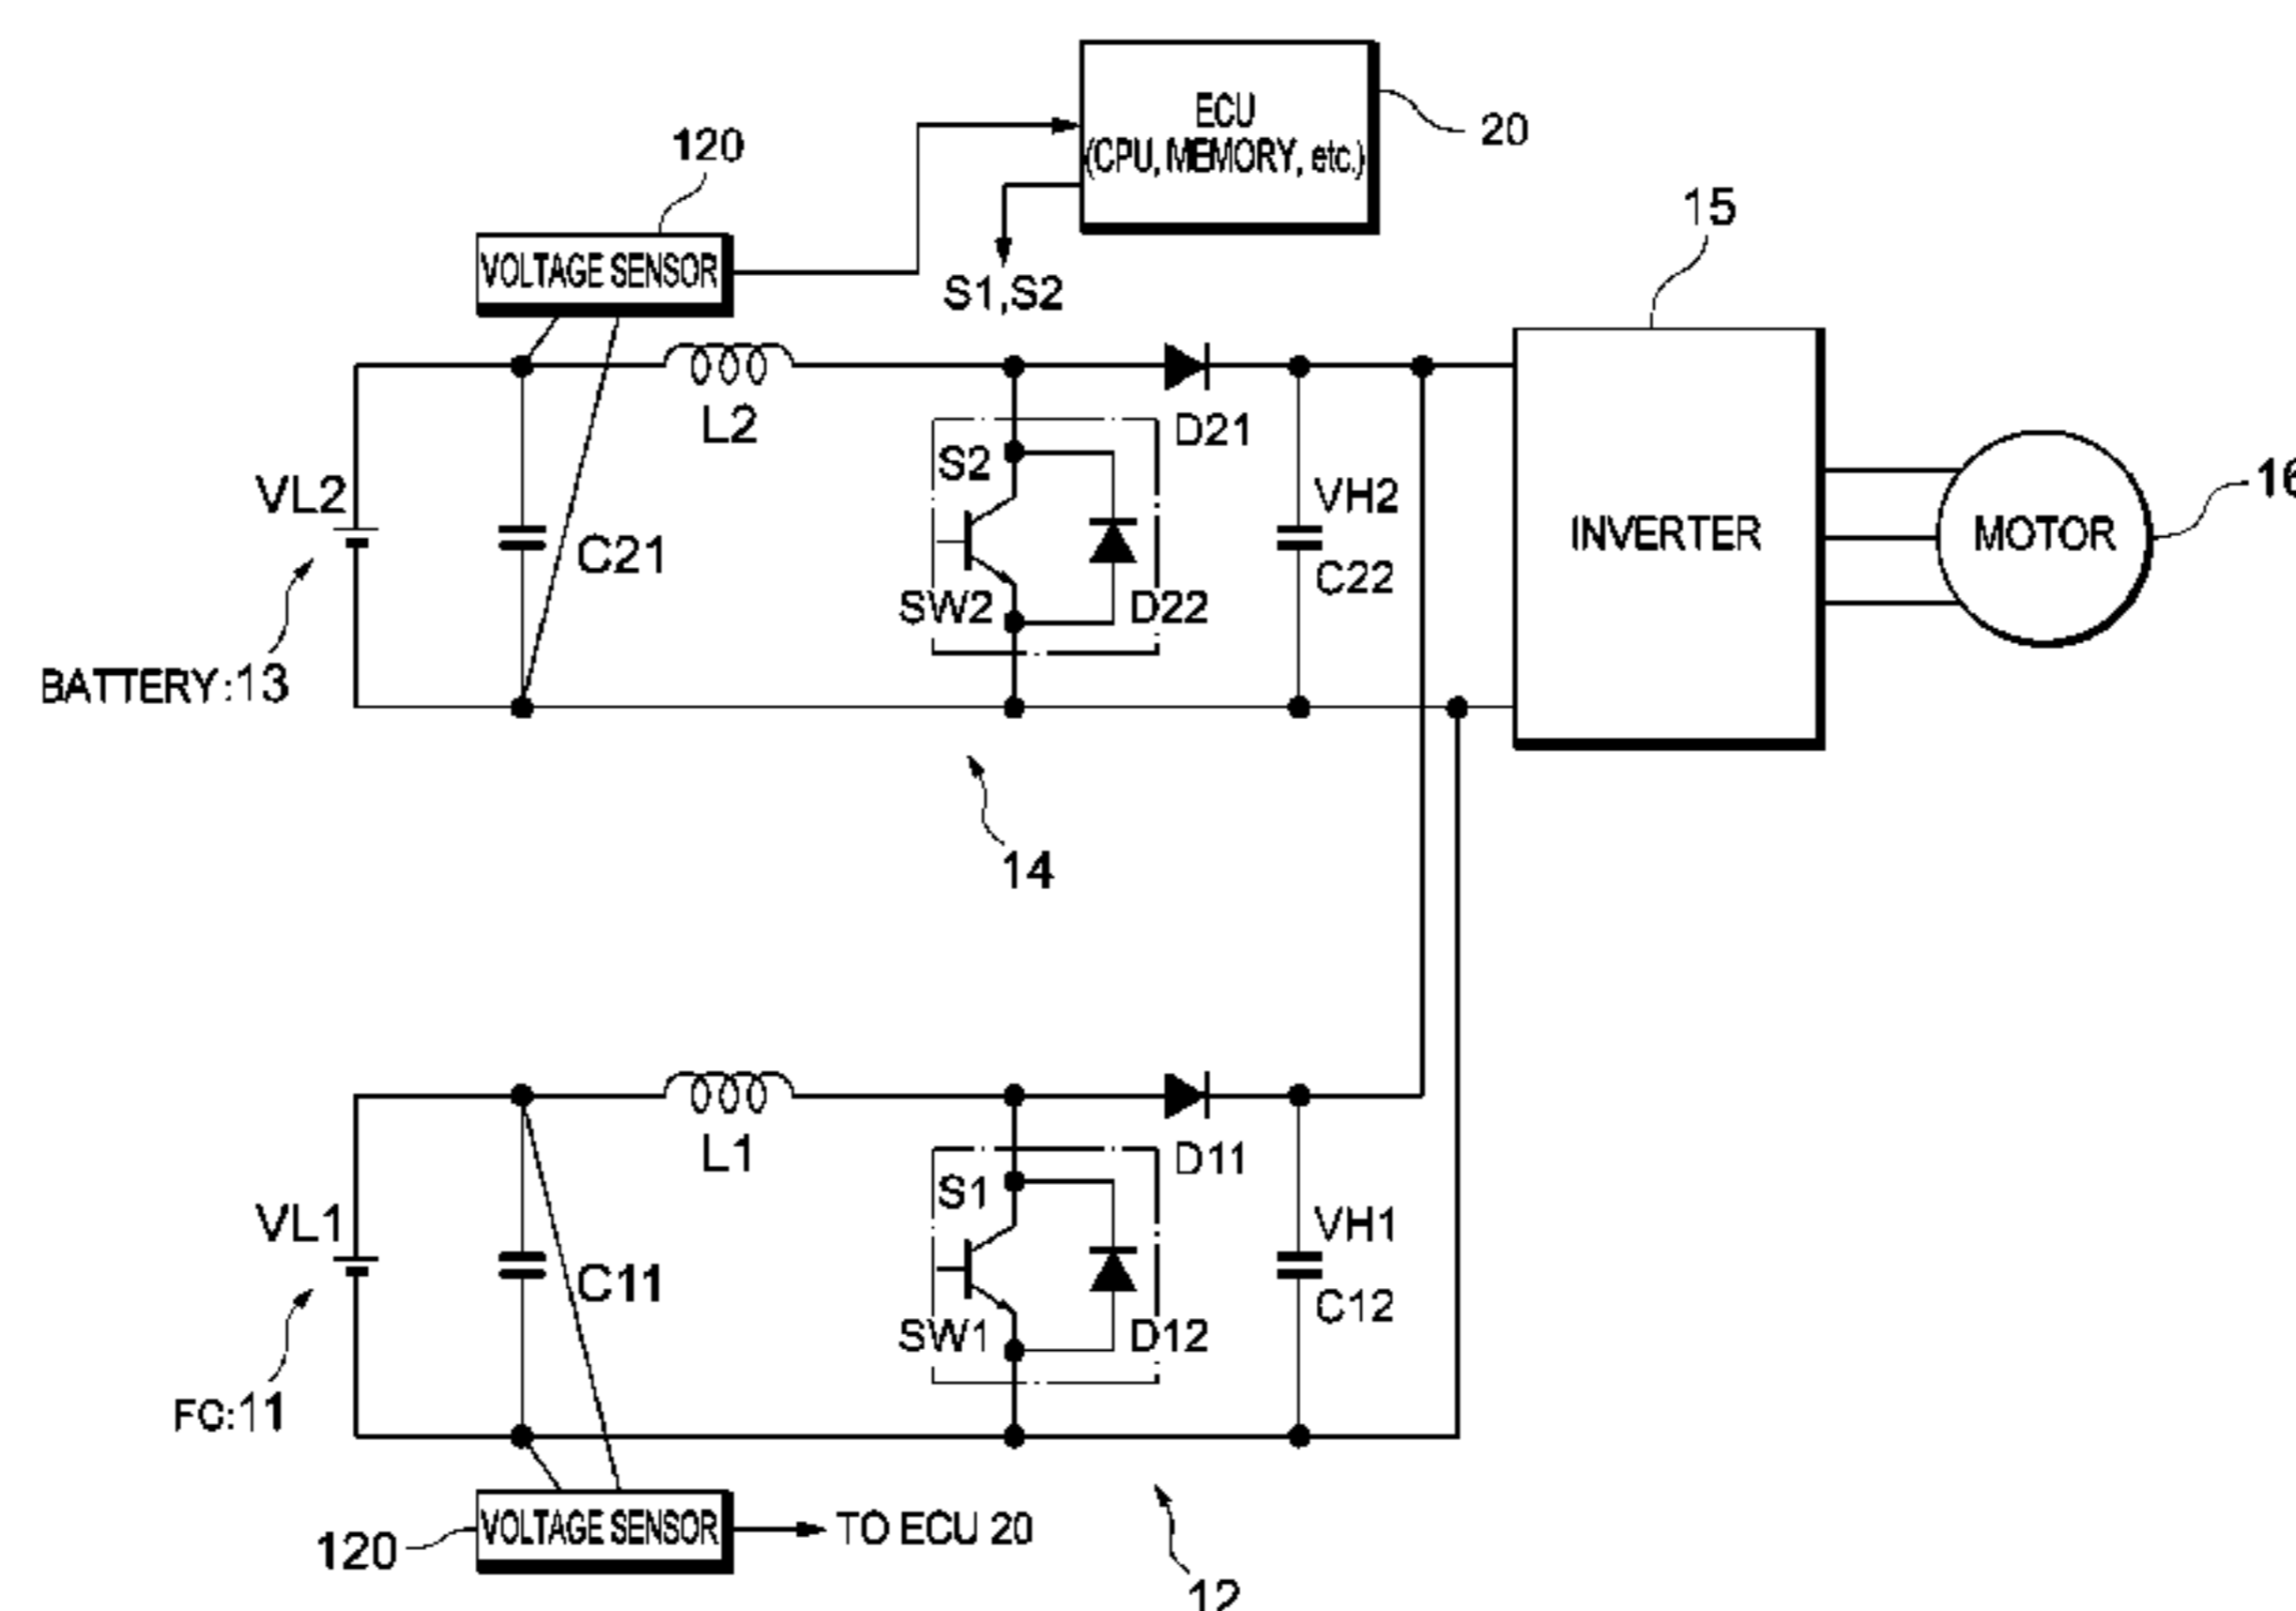 ECU
(CPU, MEMORY, etc.)
20
120
VOLTAGE SENSOR
S1,S2
15
L2
D21
S2
VL2
VH2
C21
C22
SW2
D22
INVERTER
MOTOR
BATTERY:13
14
L1
D11
S1
VL1
VH1
C11
C12
SW1
D12
FC:11
VOLTAGE SENSOR
TO ECU 20
120